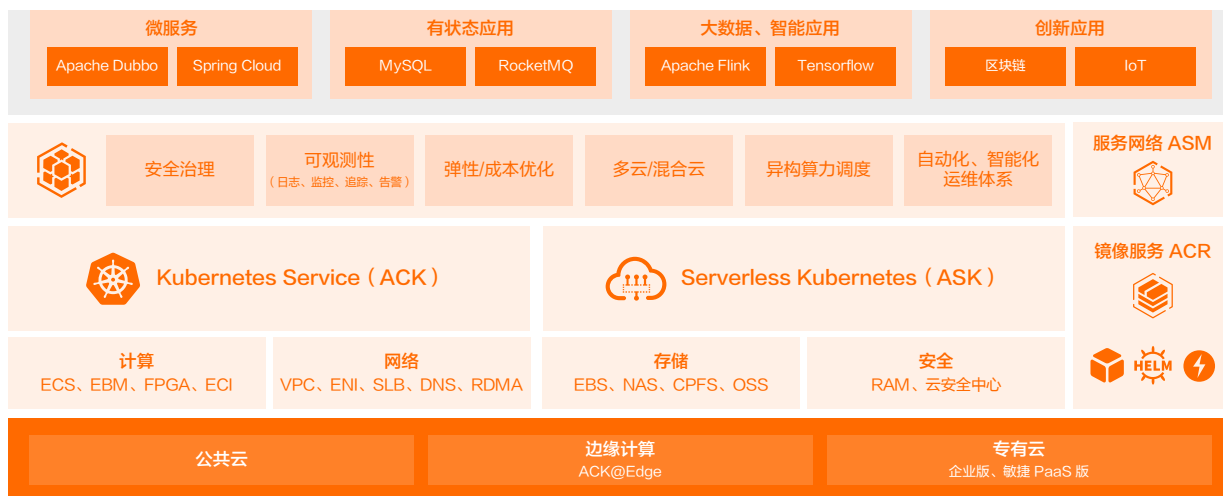 微服务
Apache Dubbo
Spring Cloud
有状态应用
MySQL
RocketMQ
大数据、智能应用
Apache Flink
Tensorflow
创新应用
区块链
IoT
安全治理
可观测性
（日志、监控、追踪、告警）
弹性/成本优化
多云/混合云
异构算力调度
自动化、智能化
运维体系
服务网络 ASM
Kubernetes Service（ACK）
Serverless Kubernetes（ASK）
镜像服务 ACR
HELM
计算
ECS、EBM、FPGA、ECI
网络
VPC、ENI、SLB、DNS、RDMA
存储
EBS、NAS、CPFS、OSS
安全
RAM、云安全中心
公共云
边缘计算
ACK@Edge
专有云
企业版、敏捷 PaaS 版